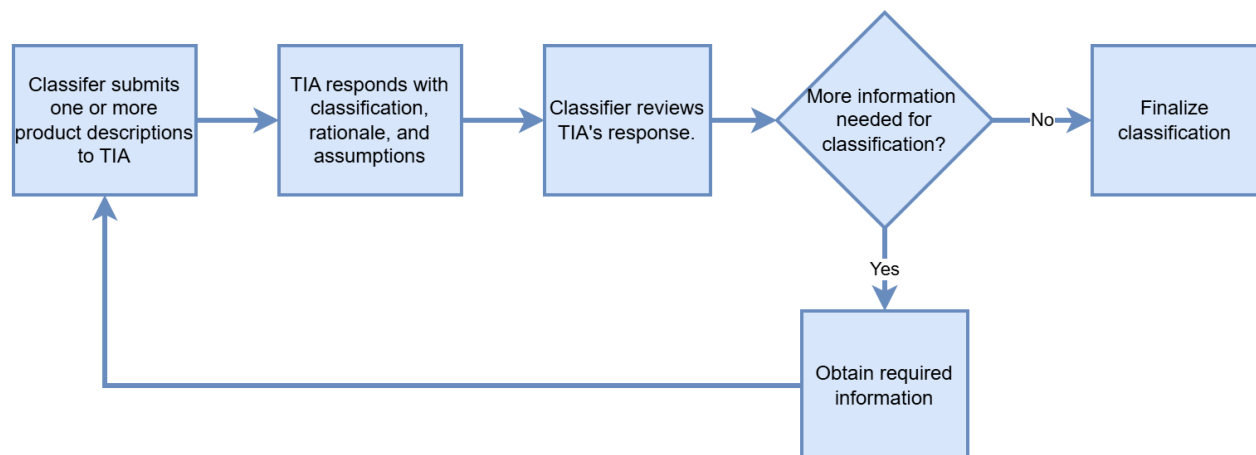 Classifer submits
one or more
product descriptions
to TIA
TIA responds with
classification,
rationale, and
assumptions
Classifier reviews
TIA's response.
More information
needed for
classification?
No
Finalize
classification
Yes
Obtain required
information